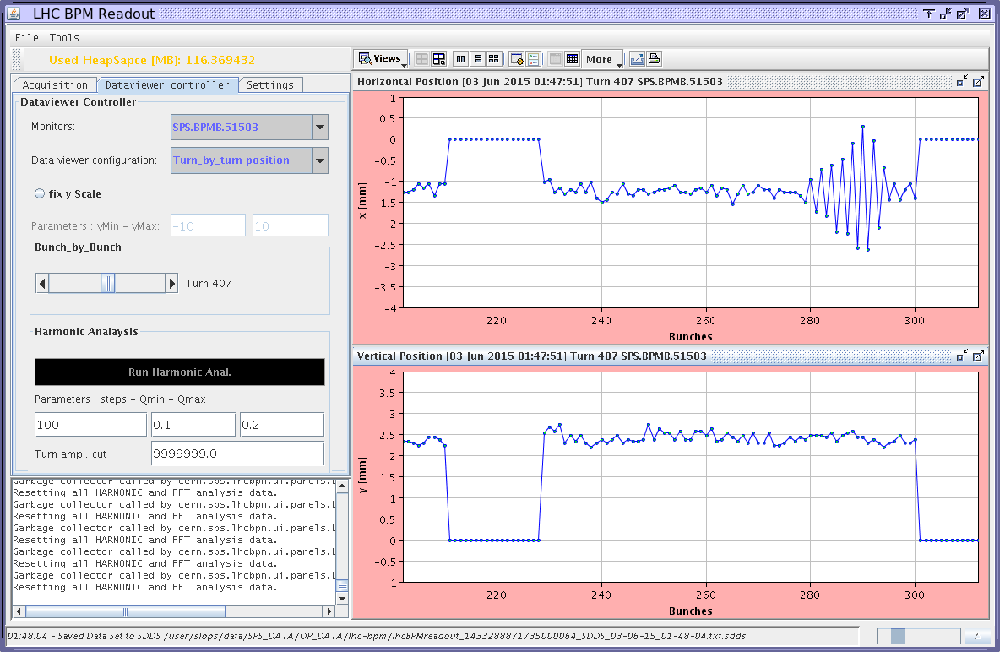 LHC BPM Readout
File Tools
Used HeapSapce [MB]: 116.369432
Acquisition Dataviewer controller Settings
Dataviewer Controller
Monitors: SPS.BPMB.51503
Data viewer configuration: Turn_by_turn position
fix y Scale
Parameters : yMin - yMax: -10 10
Bunch_by_Bunch
Turn 407
Harmonic Analaysis
Run Harmonic Anal.
Parameters : steps - Qmin - Qmax
100 0.1 0.2
Turn ampl. cut : 9999999.0
Garbage collector called by cern.sps.lhcbpm.ui.panels.L
Resetting all HARMONIC and FFT analysis data.
Garbage collector called by cern.sps.lhcbpm.ui.panels.L
Resetting all HARMONIC and FFT analysis data.
Garbage collector called by cern.sps.lhcbpm.ui.panels.L
Resetting all HARMONIC and FFT analysis data.
Garbage collector called by cern.sps.lhcbpm.ui.panels.L
Resetting all HARMONIC and FFT analysis data.
Garbage collector called by cern.sps.lhcbpm.ui.panels.L
Resetting all HARMONIC and FFT analysis data.
Views More
Horizontal Position [03 Jun 2015 01:47:51] Turn 407 SPS.BPMB.51503
1
0.5
0
-0.5
-1
-1.5
-2
-2.5
-3
-3.5
-4
x [mm]
220 240 260 280 300
Bunches
Vertical Position [03 Jun 2015 01:47:51] Turn 407 SPS.BPMB.51503
4
3.5
3
2.5
2
1.5
1
0.5
0
-0.5
-1
y [mm]
220 240 260 280 300
Bunches
01:48:04 - Saved Data Set to SDDS /user/slops/data/SPS_DATA/OP_DATA/lhc-bpm/lhcBPMreadout_1433288871735000064_SDDS_03-06-15_01-48-04.txt.sdds